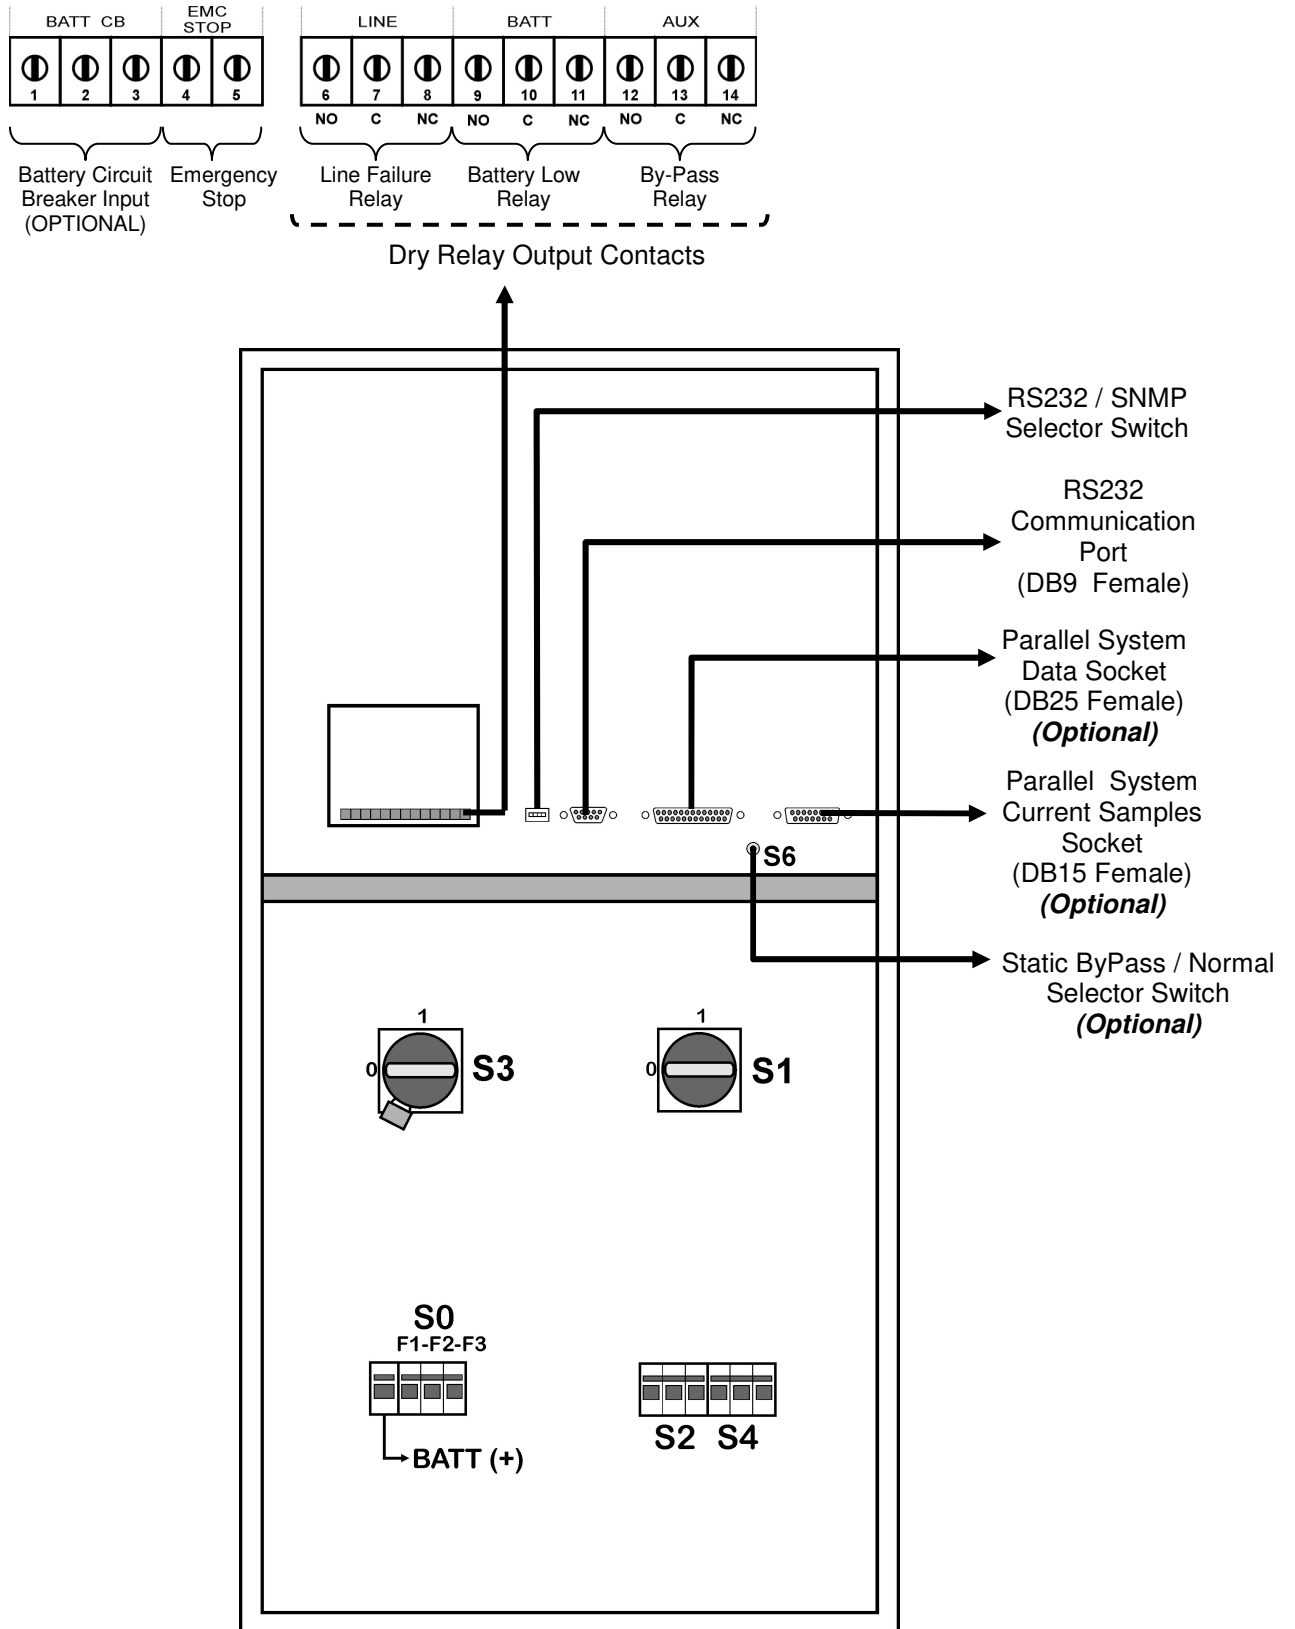 BATT CB
EMC
STOP
LINE
BATT
AUX
1 2 3 4 5 6 7 8 9 10 11 12 13 14
NO C NC NO C NC NO C NC
Battery Circuit
Breaker Input
(OPTIONAL)
Emergency
Stop
Line Failure
Relay
Battery Low
Relay
By-Pass
Relay
Dry Relay Output Contacts
RS232 / SNMP
Selector Switch
RS232
Communication
Port
(DB9 Female)
Parallel System
Data Socket
(DB25 Female)
(Optional)
Parallel System
Current Samples
Socket
(DB15 Female)
(Optional)
S6
Static ByPass / Normal
Selector Switch
(Optional)
1
0
S3
1
0
S1
S0
F1-F2-F3
BATT (+)
S2 S4